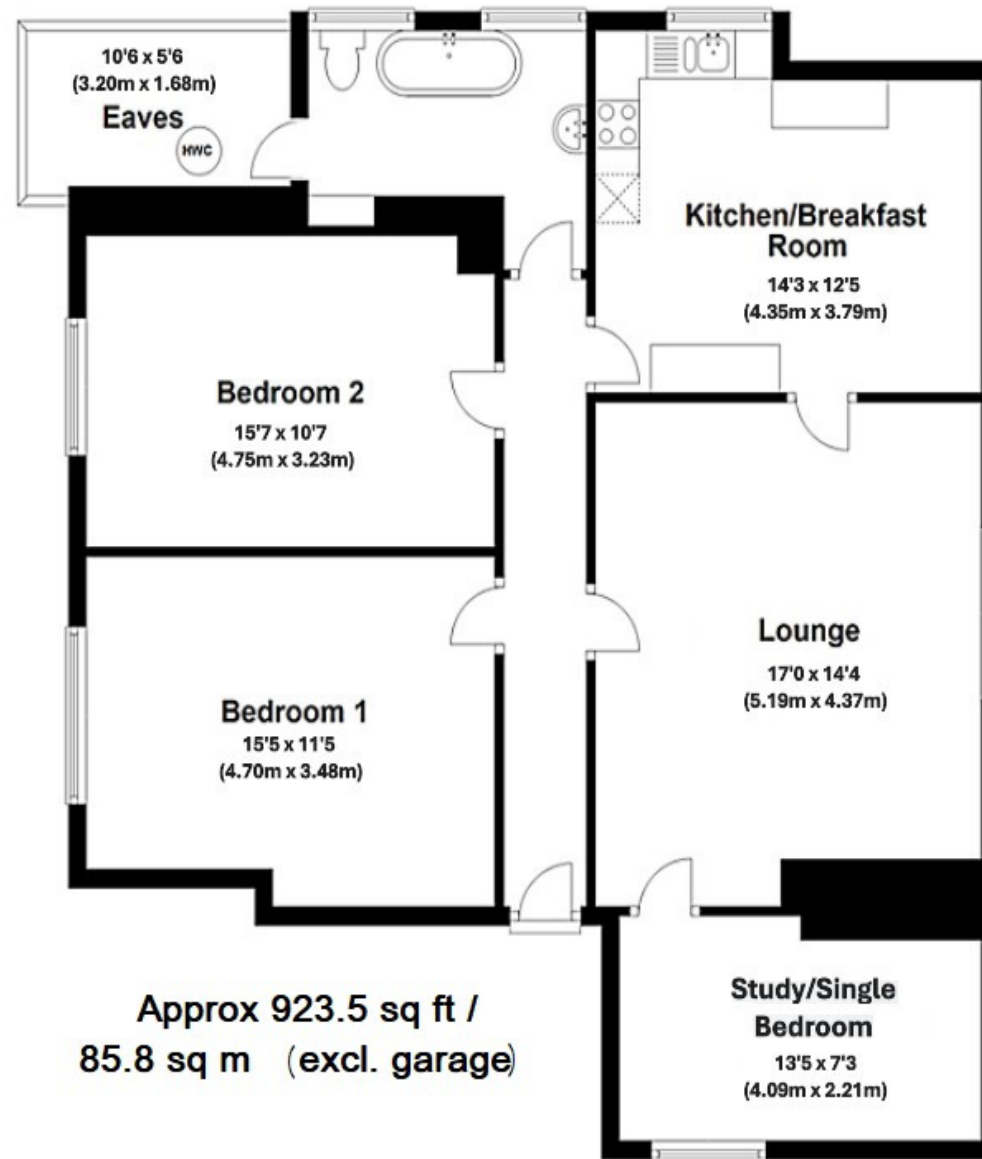 10'6 x 5'6
(3.20m x 1.68m)
Eaves
HWC
Kitchen/Breakfast
Room
14'3 x 12'5
(4.35m x 3.79m)
Bedroom 2
15'7 x 10'7
(4.75m x 3.23m)
Lounge
17'0 x 14'4
(5.19m x 4.37m)
Bedroom 1
15'5 x 11'5
(4.70m x 3.48m)
Study/Single
Bedroom
13'5 x 7'3
(4.09m x 2.21m)
Approx 923.5 sq ft /
85.8 sq m (excl. garage)